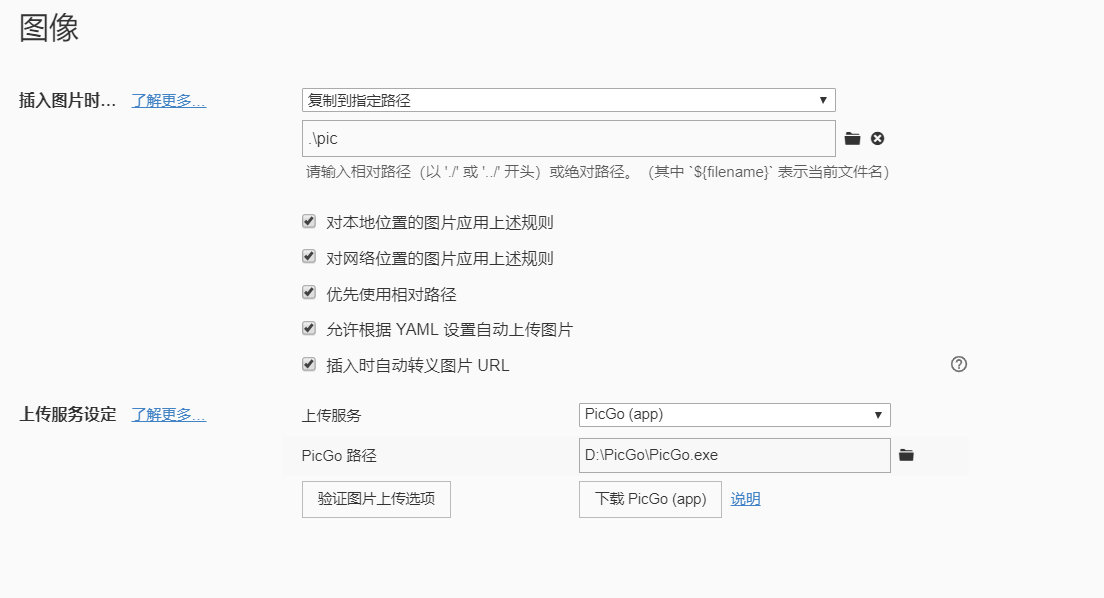 图像
插入图片时... 了解更多... 复制到指定路径
.\pic
请输入相对路径（以 './' 或 '../' 开头）或绝对路径。（其中 `${filename}` 表示当前文件名）
对本地位置的图片应用上述规则
对网络位置的图片应用上述规则
优先使用相对路径
允许根据 YAML 设置自动上传图片
插入时自动转义图片 URL
上传服务设定 了解更多... 上传服务 PicGo (app)
PicGo 路径 D:\PicGo\PicGo.exe
验证图片上传选项 下载 PicGo (app) 说明